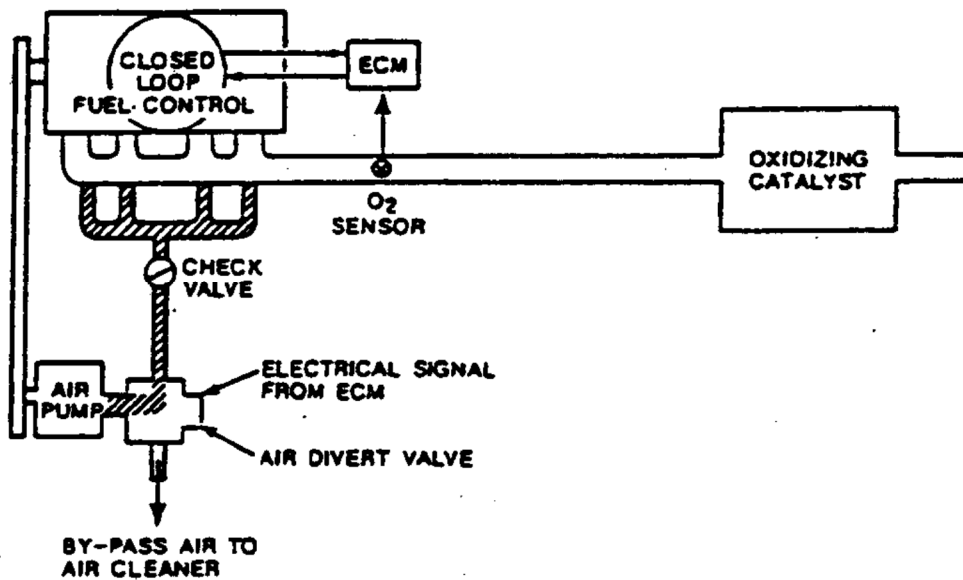 CLOSED
LOOP
FUEL CONTROL
ECM
OXIDIZING
CATALYST
O2
SENSOR
CHECK
VALVE
ELECTRICAL SIGNAL
FROM ECM
AIR
PUMP
AIR DIVERT VALVE
BY-PASS AIR TO
AIR CLEANER